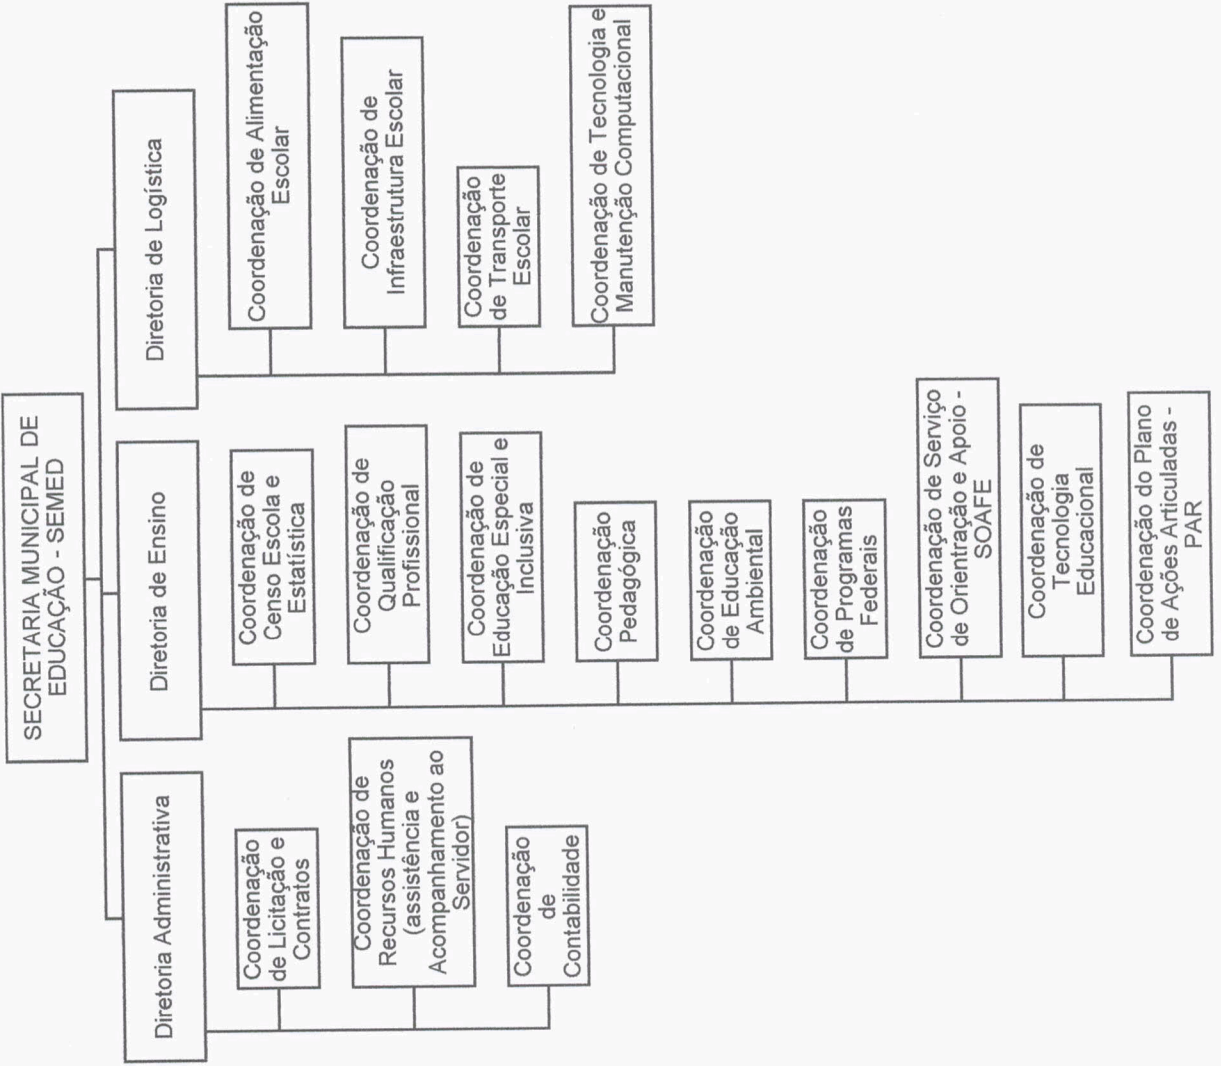 SECRETARIA MUNICIPAL DE
EDUCAÇÃO - SEMED
Diretoria Administrativa
Coordenação
de Licitação e
Contratos
Coordenação de
Recursos Humanos
(assistência e
Acompanhamento ao
Servidor)
Coordenação
de
Contabilidade
Diretoria de Ensino
Coordenação de
Censo Escola e
Estatística
Coordenação de
Qualificação
Profissional
Coordenação de
Educação Especial e
Inclusiva
Coordenação
Pedagógica
Coordenação
de Educação
Ambiental
Coordenação
de Programas
Federais
Coordenação de Serviço
de Orientração e Apoio -
SOAFE
Coordenação de
Tecnologia
Educacional
Coordenação do Plano
de Ações Articuladas -
PAR
Diretoria de Logística
Coordenação de Alimentação
Escolar
Coordenação de
Infraestrutura Escolar
Coordenação
de Transporte
Escolar
Coordenação de Tecnologia e
Manutenção Computacional